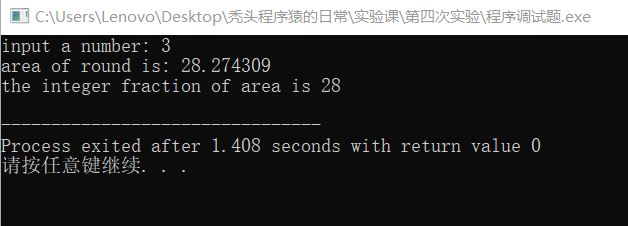 C:\Users\Lenovo\Desktop\秃头程序猿的日常\实验课\第四次实验\程序调试题.exe
input a number: 3
area of round is: 28.274309
the integer fraction of area is 28
--------------------------------
Process exited after 1.408 seconds with return value 0
请按任意键继续. . .